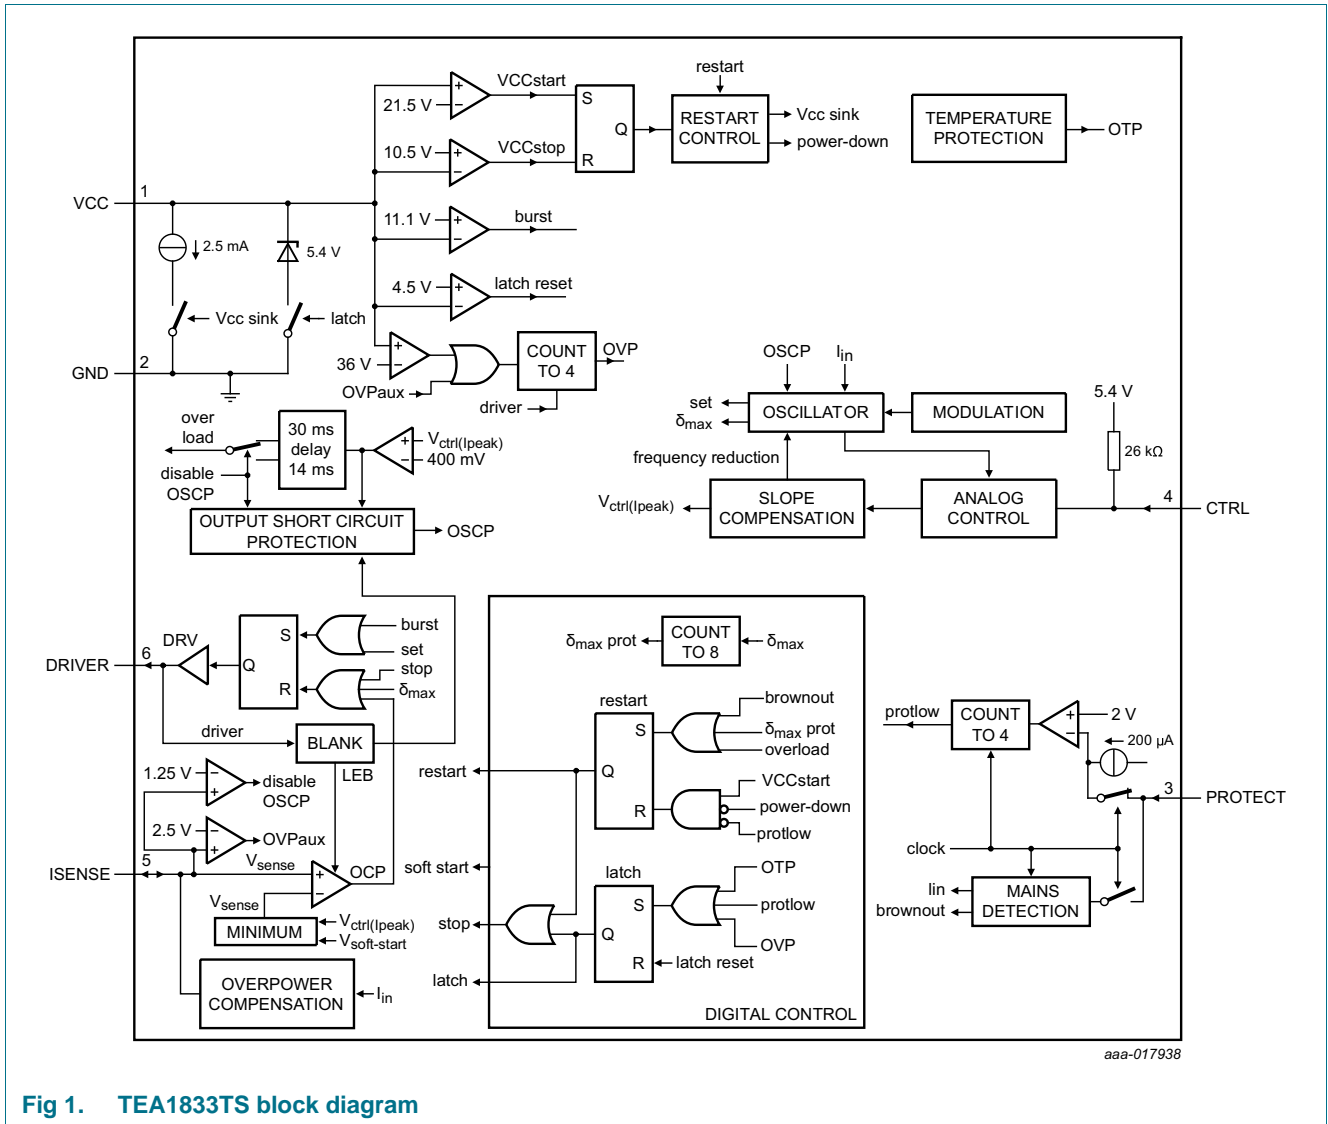 restart
VCCstart
21.5 V
S
Q
R
RESTART
CONTROL
Vcc sink
power-down
TEMPERATURE
PROTECTION
OTP
10.5 V
VCCstop
VCC
1
2.5 mA
5.4 V
11.1 V
burst
4.5 V
latch reset
Vcc sink
latch
GND
2
36 V
OVPaux
COUNT
TO 4
OVP
driver
over
load
30 ms
delay
14 ms
Vctrl(Ipeak)
400 mV
disable
OSCP
OUTPUT SHORT CIRCUIT
PROTECTION
OSCP
OSCP
Iin
set
δmax
OSCILLATOR
MODULATION
5.4 V
26 kΩ
frequency reduction
Vctrl(Ipeak)
SLOPE
COMPENSATION
ANALOG
CONTROL
4
CTRL
DRIVER
6
DRV
Q
S
R
burst
set
stop
δmax
driver
BLANK
LEB
1.25 V
disable
OSCP
2.5 V
OVPaux
ISENSE
5
Vsense
OCP
Vsense
MINIMUM
Vctrl(Ipeak)
Vsoft-start
OVERPOWER
COMPENSATION
Iin
δmax prot
COUNT
TO 8
δmax
restart
S
Q
R
brownout
δmax prot
overload
restart
VCCstart
power-down
protlow
soft start
latch
S
Q
R
OTP
protlow
OVP
stop
latch reset
latch
DIGITAL CONTROL
protlow
COUNT
TO 4
2 V
200 µA
3
PROTECT
clock
lin
brownout
MAINS
DETECTION
aaa-017938
Fig 1. TEA1833TS block diagram